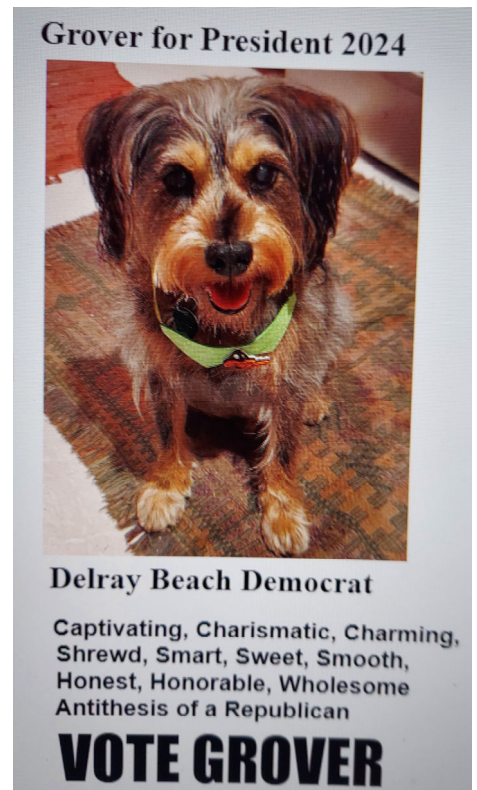 Grover for President 2024
Delray Beach Democrat
Captivating, Charismatic, Charming,
Shrewd, Smart, Sweet, Smooth,
Honest, Honorable, Wholesome
Antithesis of a Republican
VOTE GROVER